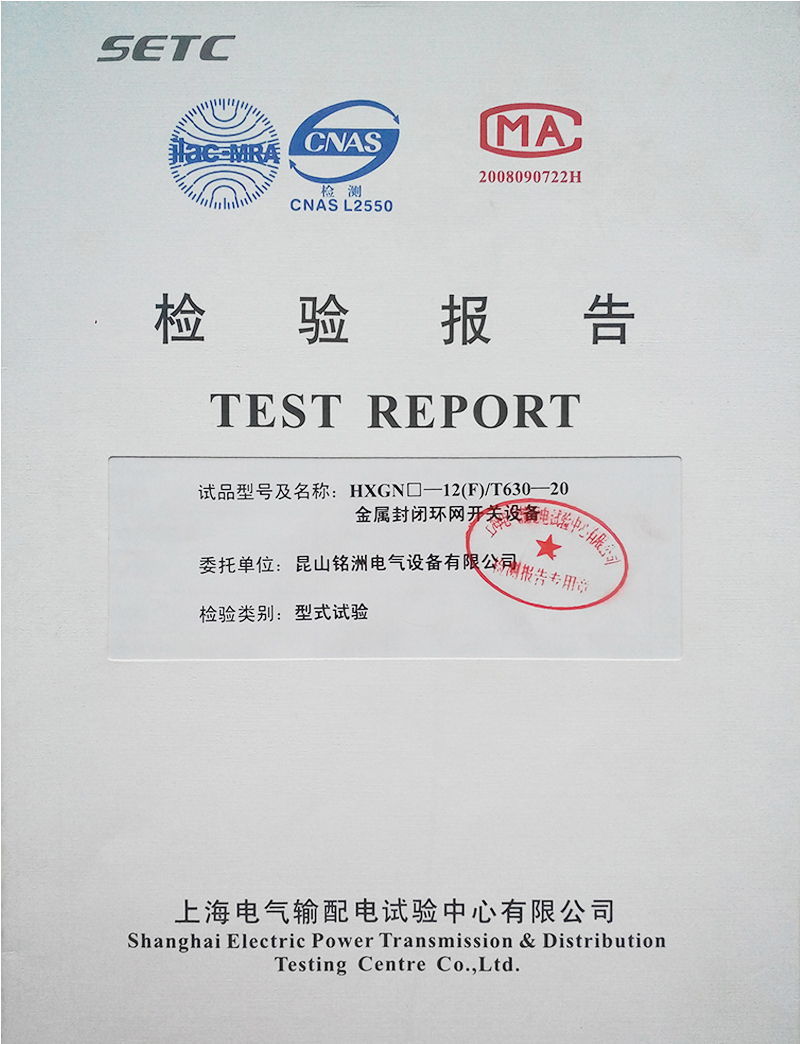 SETC
ilac-MRA
CNAS
检 测
CNAS L2550
MA
2008090722H
检 验 报 告
TEST REPORT
试品型号及名称：HXGN□—12(F)/T630—20
金属封闭环网开关设备
委托单位：昆山铭洲电气设备有限公司
检验类别：型式试验
检测报告专用章
上海电气输配电试验中心有限公司
Shanghai Electric Power Transmission & Distribution
Testing Centre Co.,Ltd.